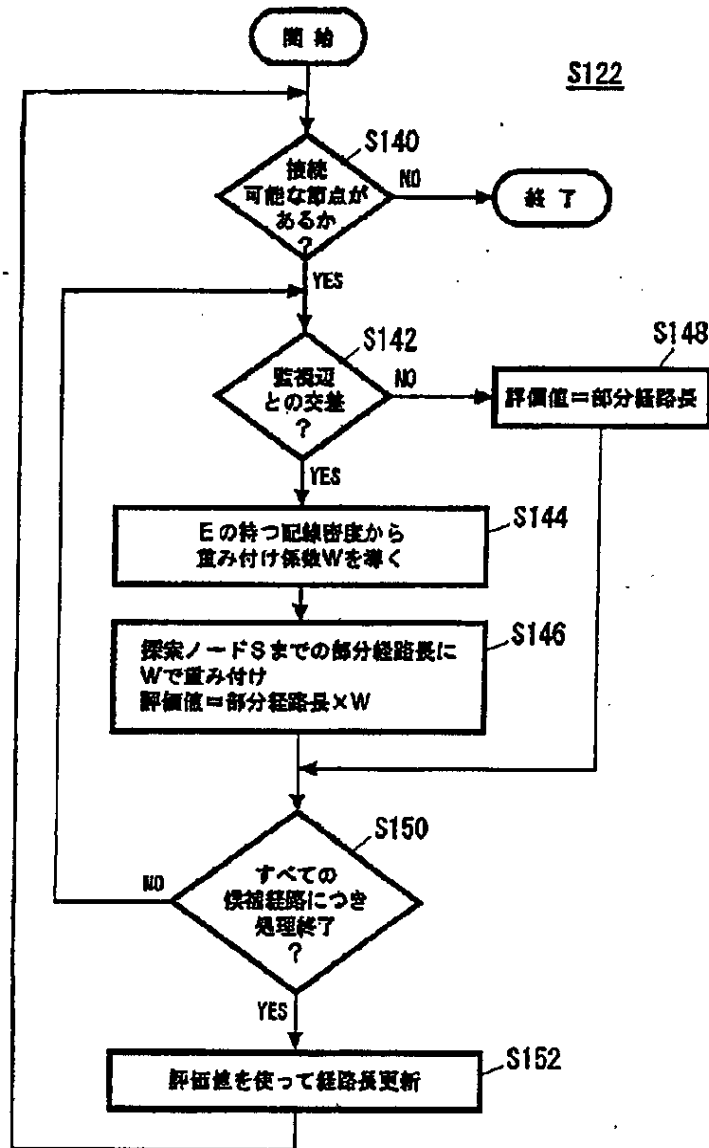 開始
S122
S140
接続
可能な節点が
あるか
?
NO
終了
YES
S142
監視辺
との交差
?
NO
S148
評価値=部分経路長
YES
S144
Eの持つ配線密度から
重み付け係数Wを導く
S146
探索ノードSまでの部分経路長に
Wで重み付け
評価値=部分経路長×W
S150
すべての
候補経路につき
処理終了
?
NO
YES
S152
評価値を使って経路長更新